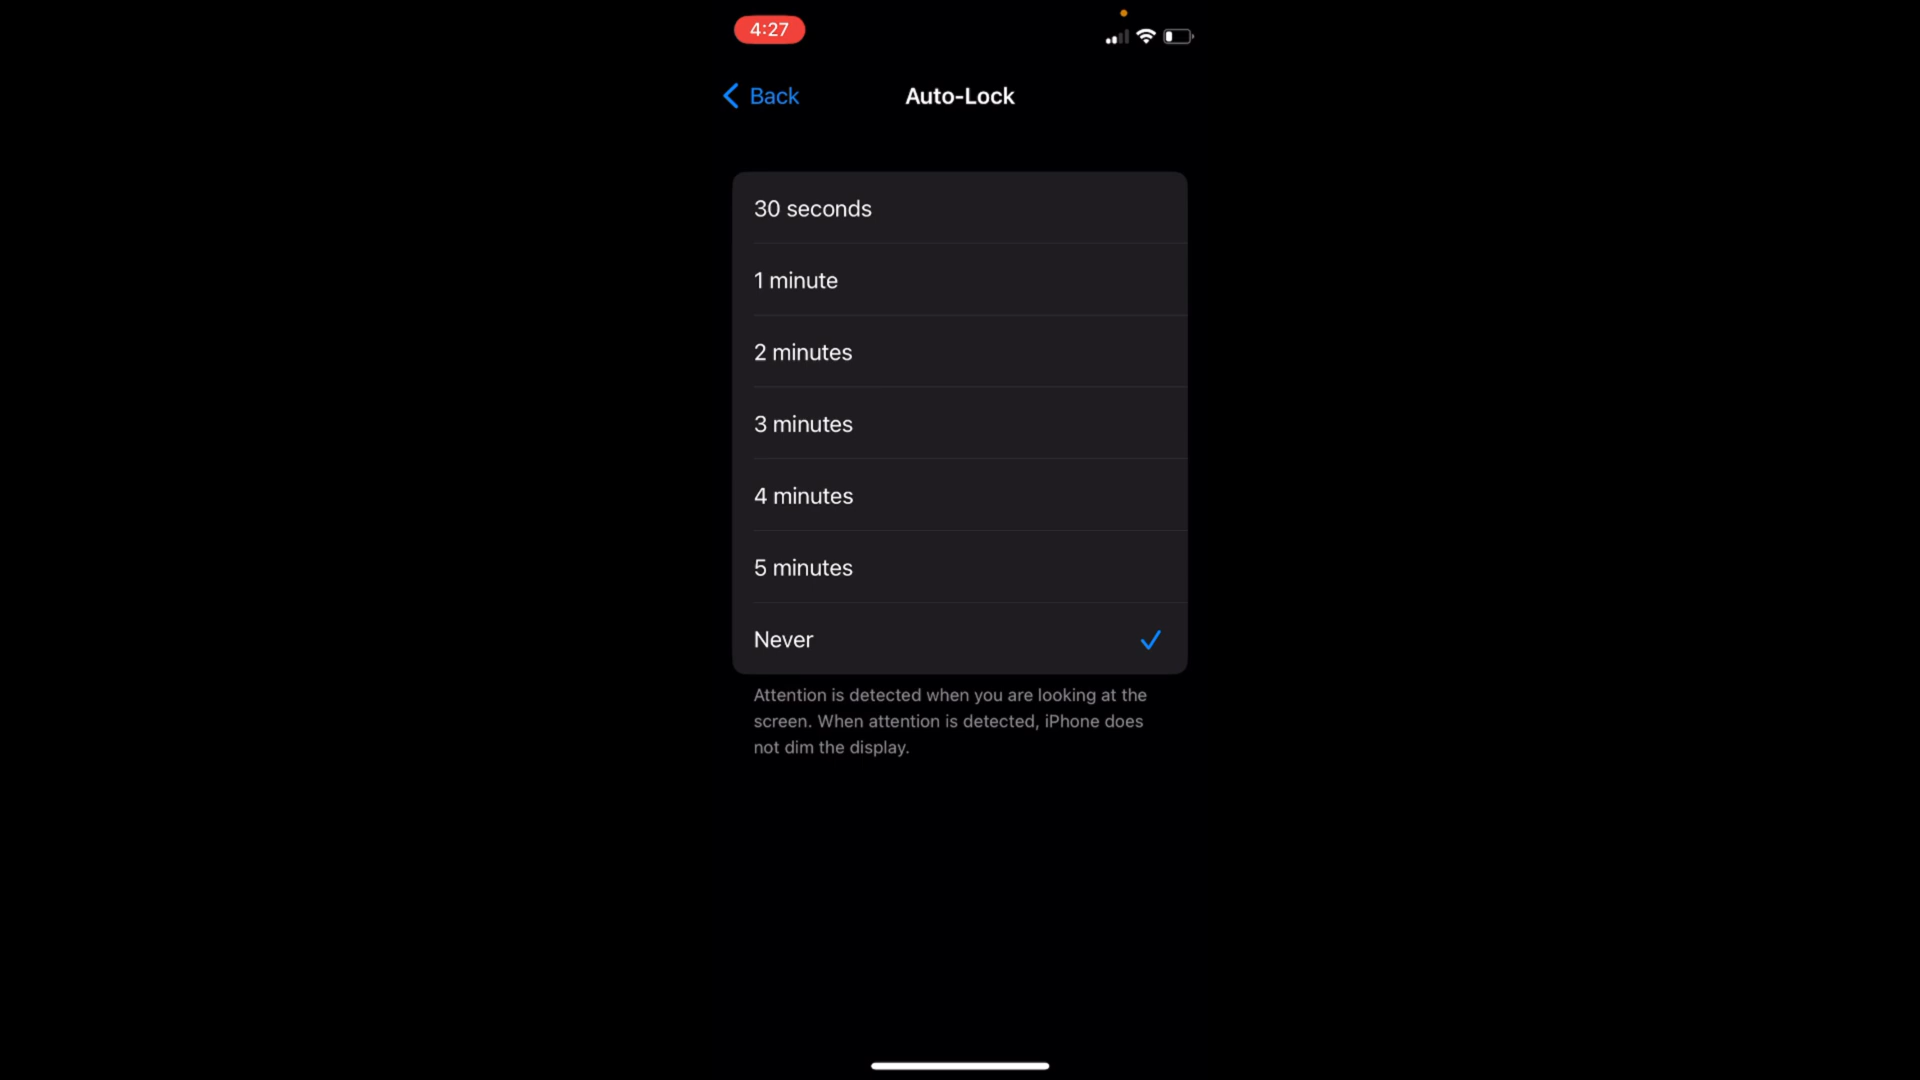 4:27
Back
Auto-Lock
30 seconds
1 minute
2 minutes
3 minutes
4 minutes
5 minutes
Never
Attention is detected when you are looking at the
screen. When attention is detected, iPhone does
not dim the display.